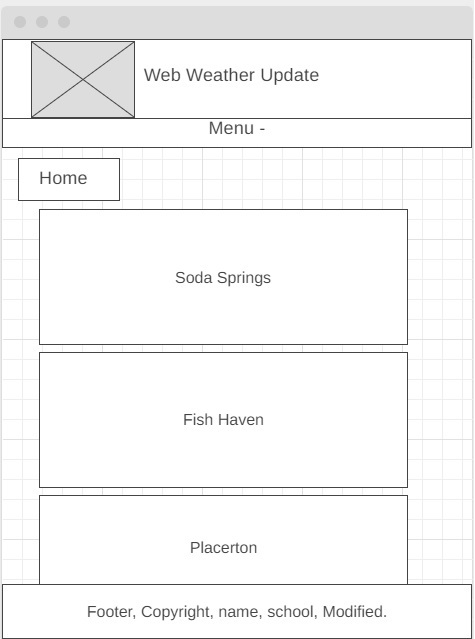 Web Weather Update
Menu -
Home
Soda Springs
Fish Haven
Placerton
Footer, Copyright, name, school, Modified.